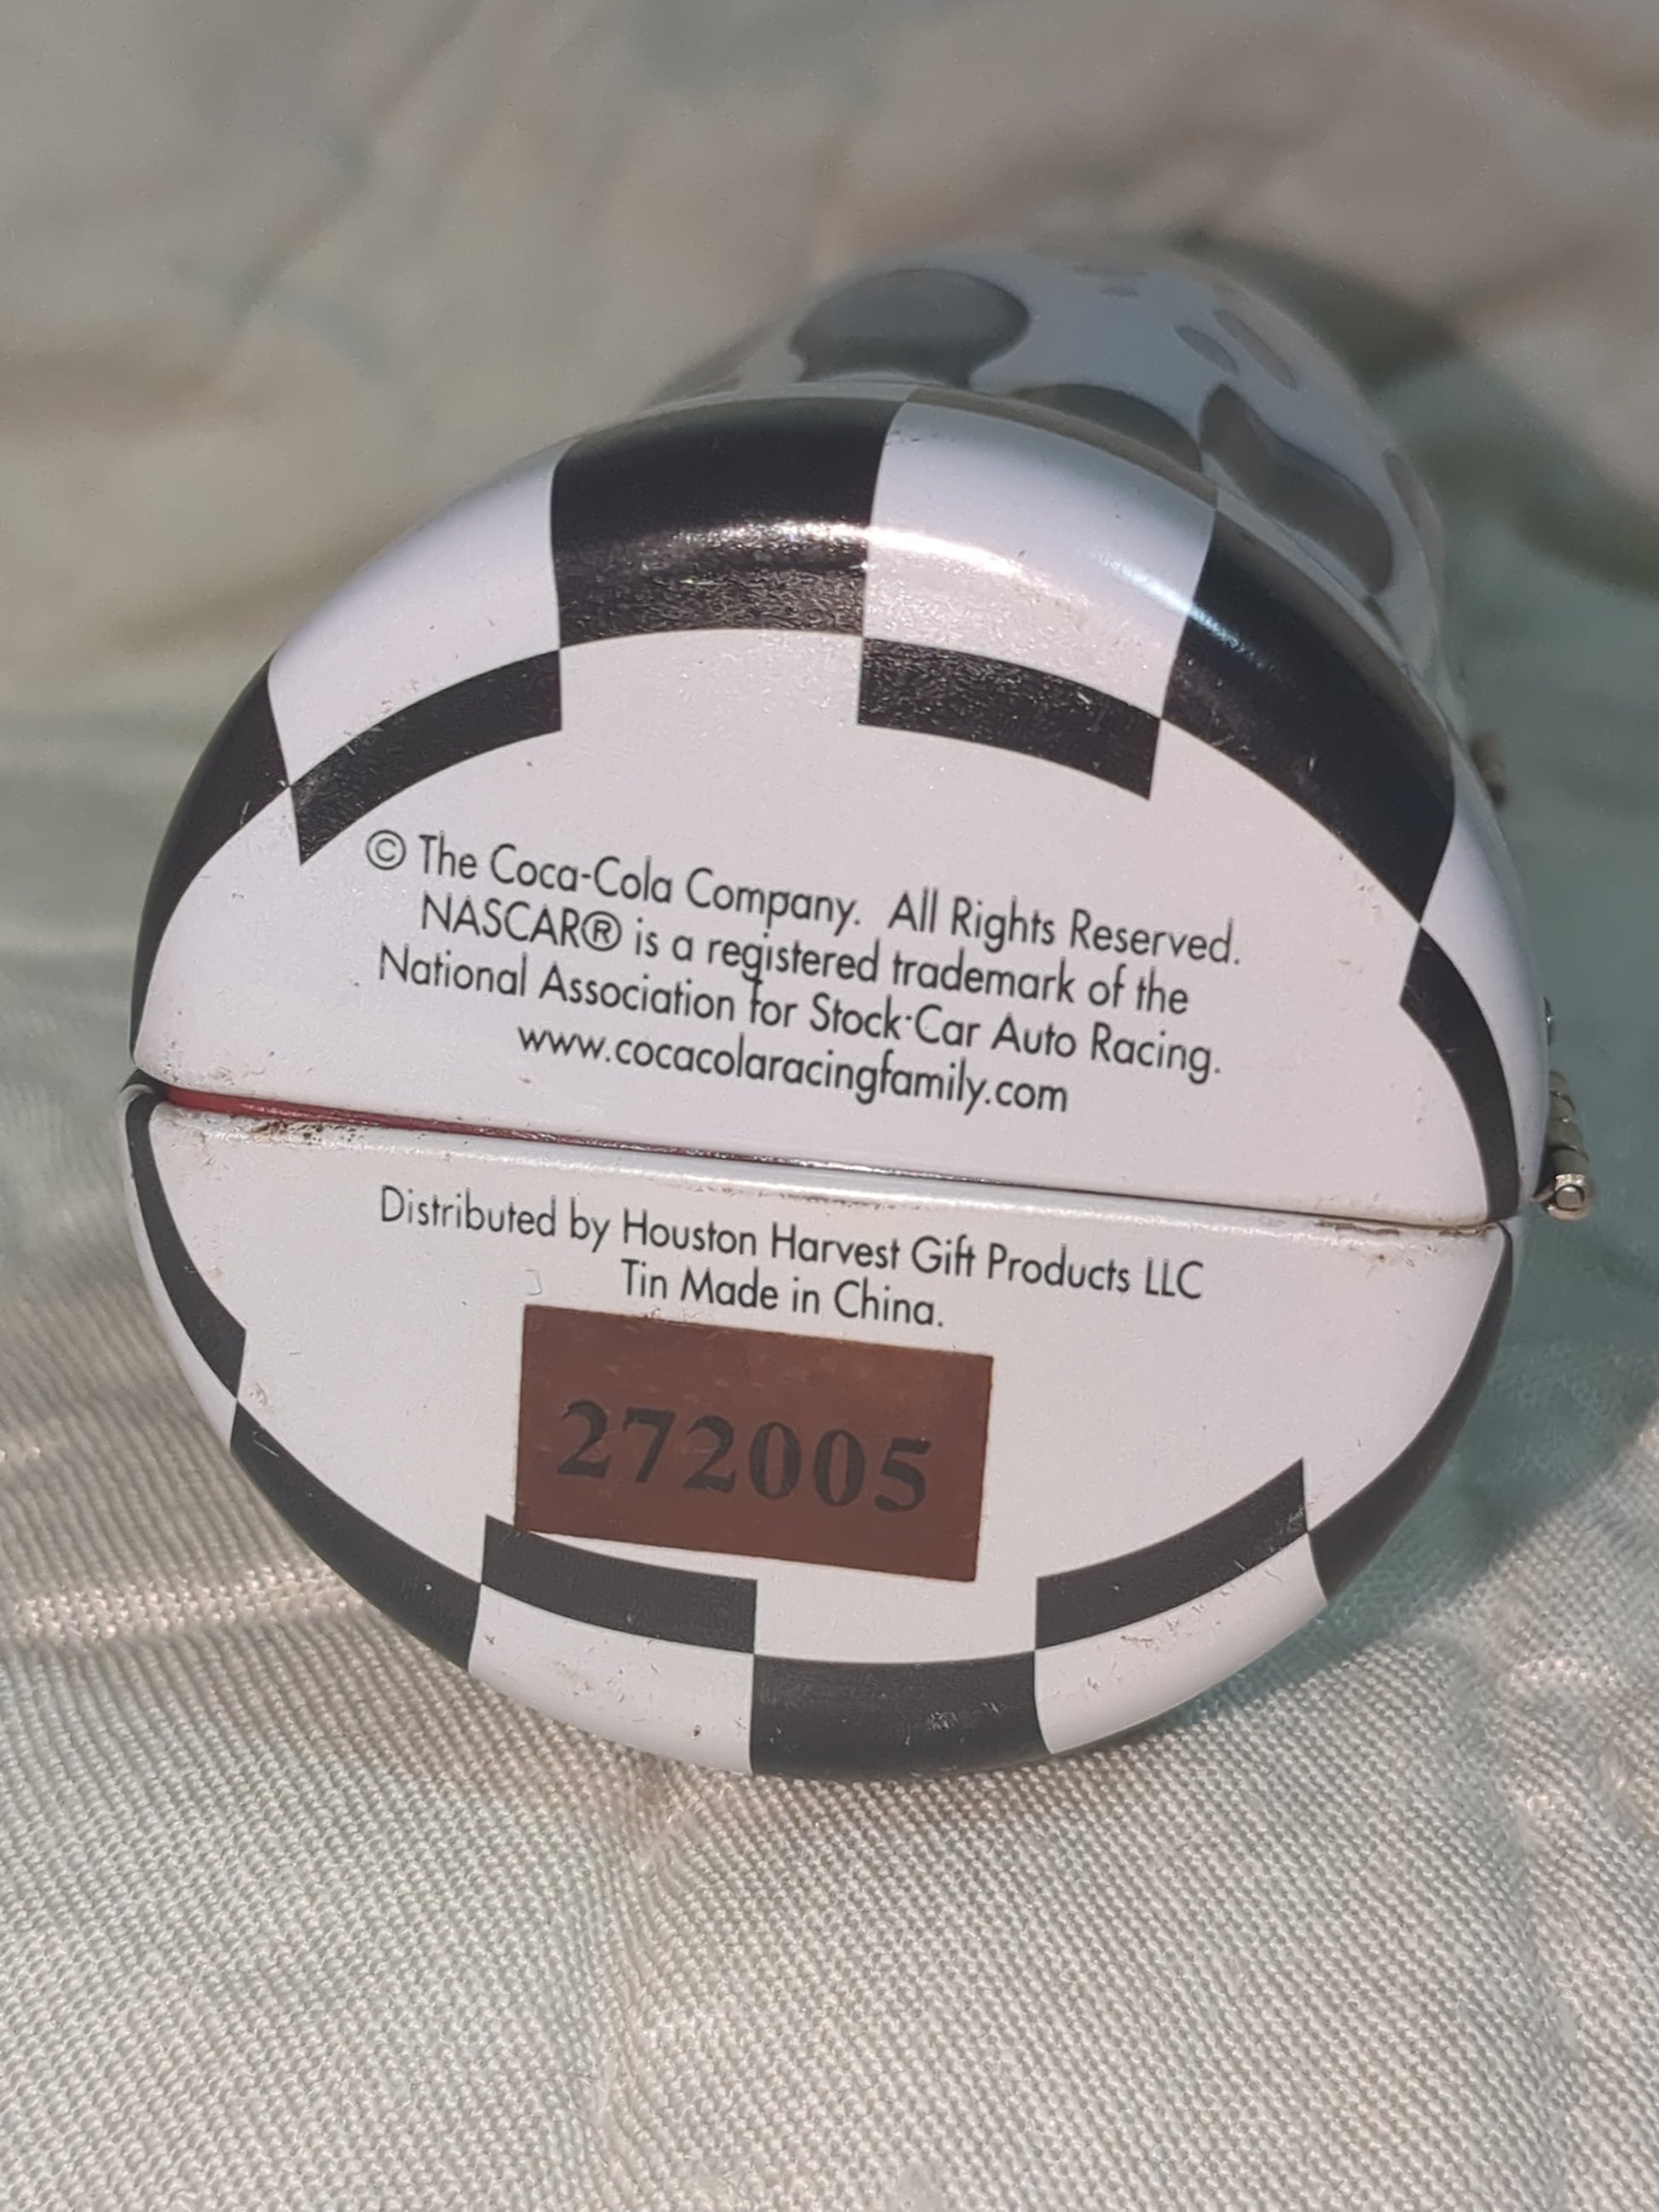 © The Coca-Cola Company. All Rights Reserved.
NASCAR® is a registered trademark of the
National Association for Stock·Car Auto Racing.
www.cocacolaracingfamily.com
Distributed by Houston Harvest Gift Products LLC
Tin Made in China.
272005